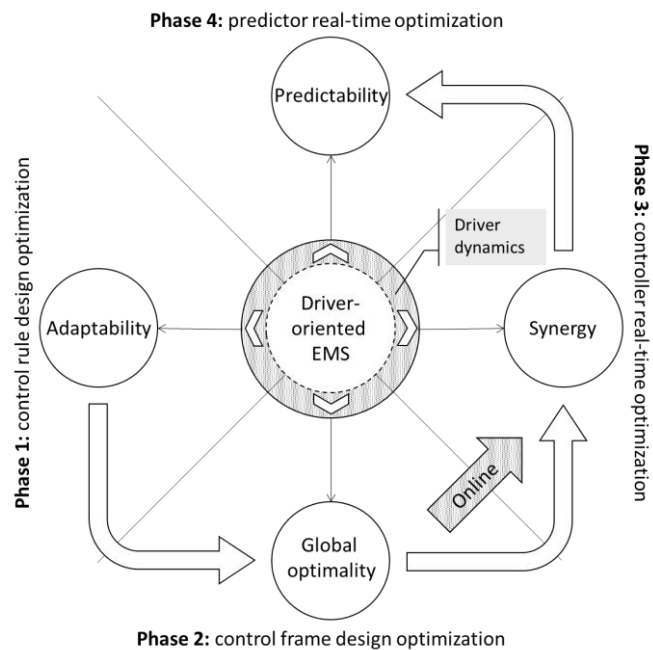 Phase 4: predictor real-time optimization
Predictability
Phase 3: controller real-time optimization
Driver
dynamics
Phase 1: control rule design optimization
Adaptability
Driver-
oriented
EMS
Synergy
Online
Global
optimality
Phase 2: control frame design optimization